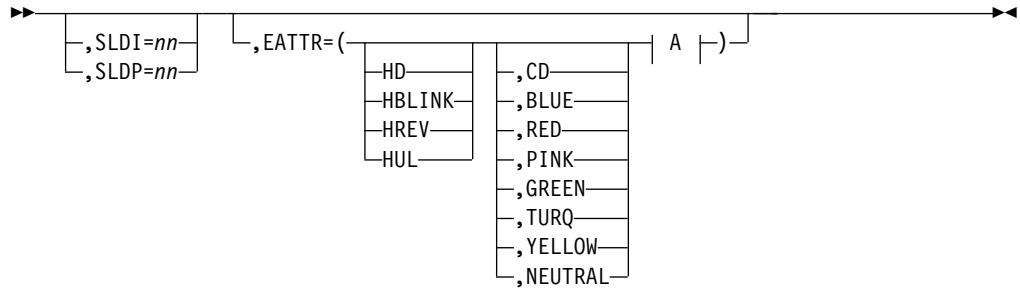 ,SLDI=nn
,SLDP=nn
,EATTR=(
HD
HBLINK
HREV
HUL
,CD
,BLUE
,RED
,PINK
,GREEN
,TURQ
,YELLOW
,NEUTRAL
A
)